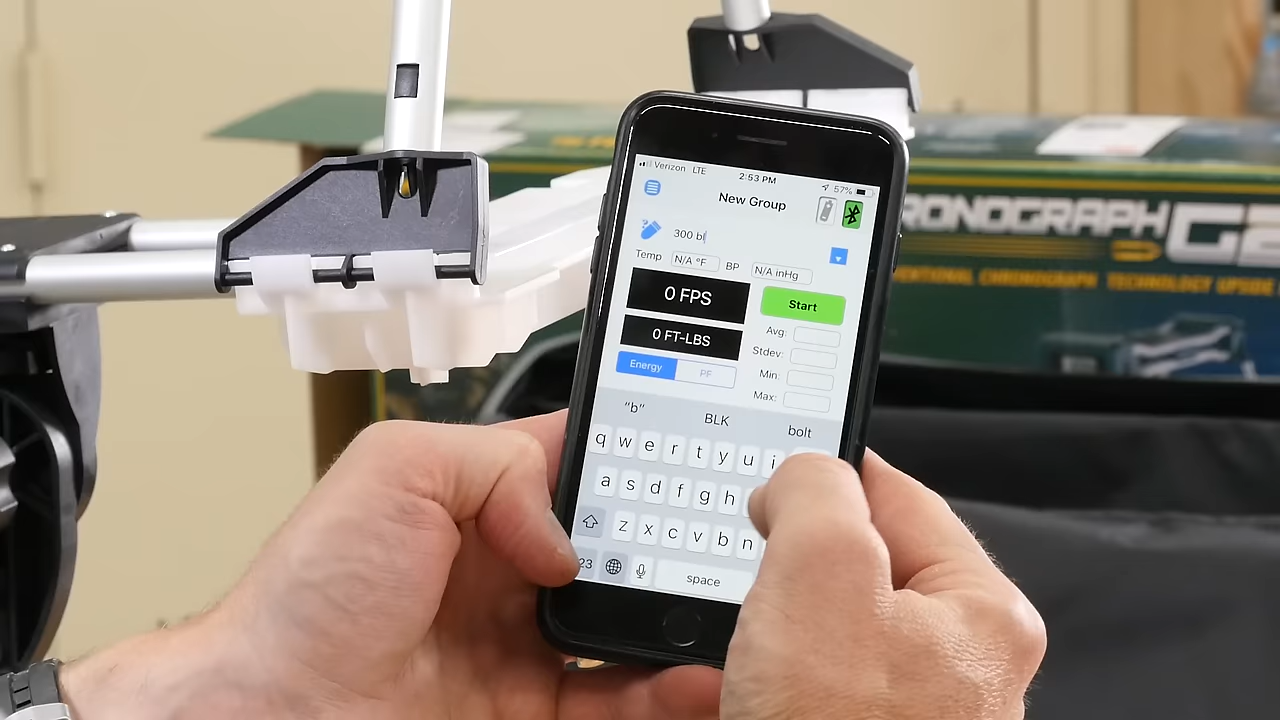 Verizon LTE 2:53 PM 57%
New Group
300 bl
Temp N/A °F BP N/A inHg
0 FPS
Start
0 FT-LBS
Avg:
Stdev:
Energy PF
Min:
Max:
“b” BLK bolt
q w e r t y u i
a s d f g h
z x c v b n
23 space
RONOGRAPH G2